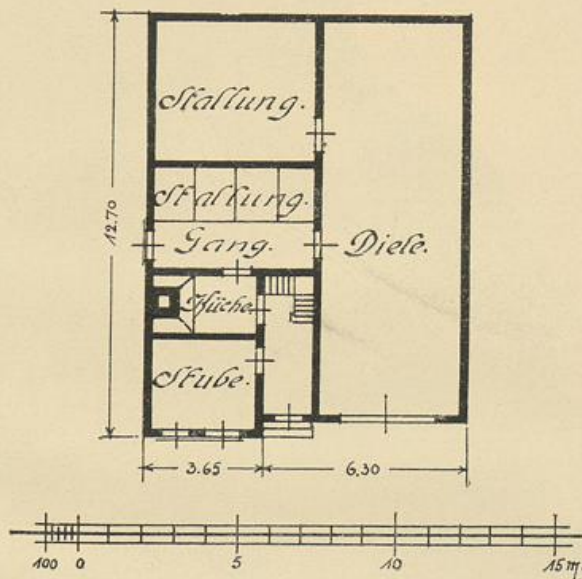 Stallung.
12.70
Stallung.
Gang.
Diele.
Küche.
Stube.
3.65
6.30
100 0 5 10 15 m.